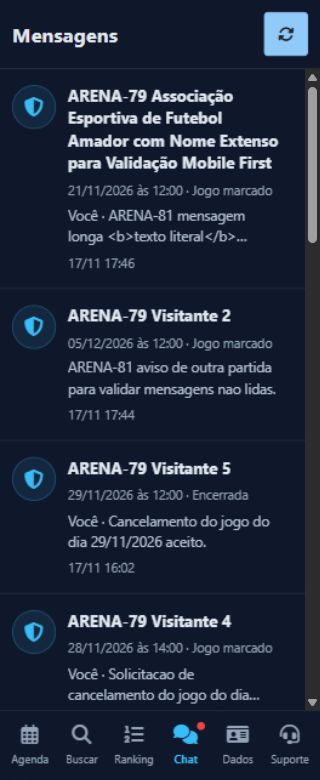 Mensagens
ARENA-79 Associação
Esportiva de Futebol
Amador com Nome Extenso
para Validação Mobile First
21/11/2026 às 12:00 · Jogo marcado
Você · ARENA-81 mensagem
longa <b>texto literal</b>...
17/11 17:46
ARENA-79 Visitante 2
05/12/2026 às 12:00 · Jogo marcado
ARENA-81 aviso de outra partida
para validar mensagens nao lidas.
17/11 17:44
ARENA-79 Visitante 5
29/11/2026 às 12:00 · Encerrada
Você · Cancelamento do jogo do
dia 29/11/2026 aceito.
17/11 16:02
ARENA-79 Visitante 4
28/11/2026 às 14:00 · Jogo marcado
Você · Solicitacao de
cancelamento do jogo do dia...
Agenda Buscar Ranking Chat Dados Suporte